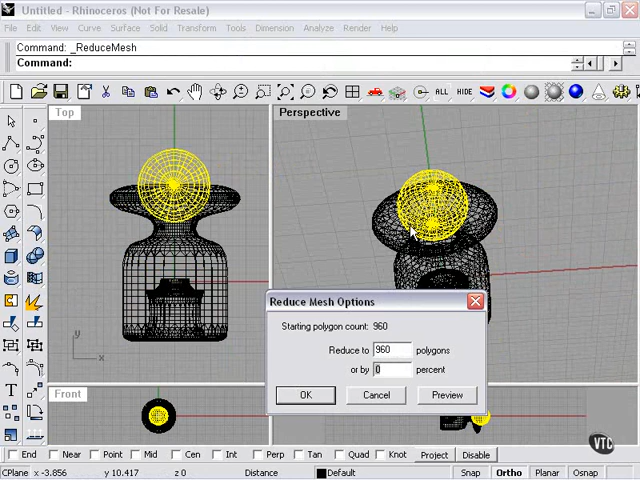 Untitled - Rhinoceros (Not For Resale)
File Edit View Curve Surface Solid Transform Tools Dimension Analyze Render Help
Command: _ReduceMesh
Command:
ALL HIDE
Top
Perspective
y
x
Reduce Mesh Options
Starting polygon count: 960
Reduce to 960 polygons
or by 0 percent
OK Cancel Preview
Front
T
VTC
End Near Point Mid Cen Int Perp Tan Quad Knot Project Disable
CPlane x -3.856 y 10.417 z 0 Distance Default Snap Ortho Planar Osnap